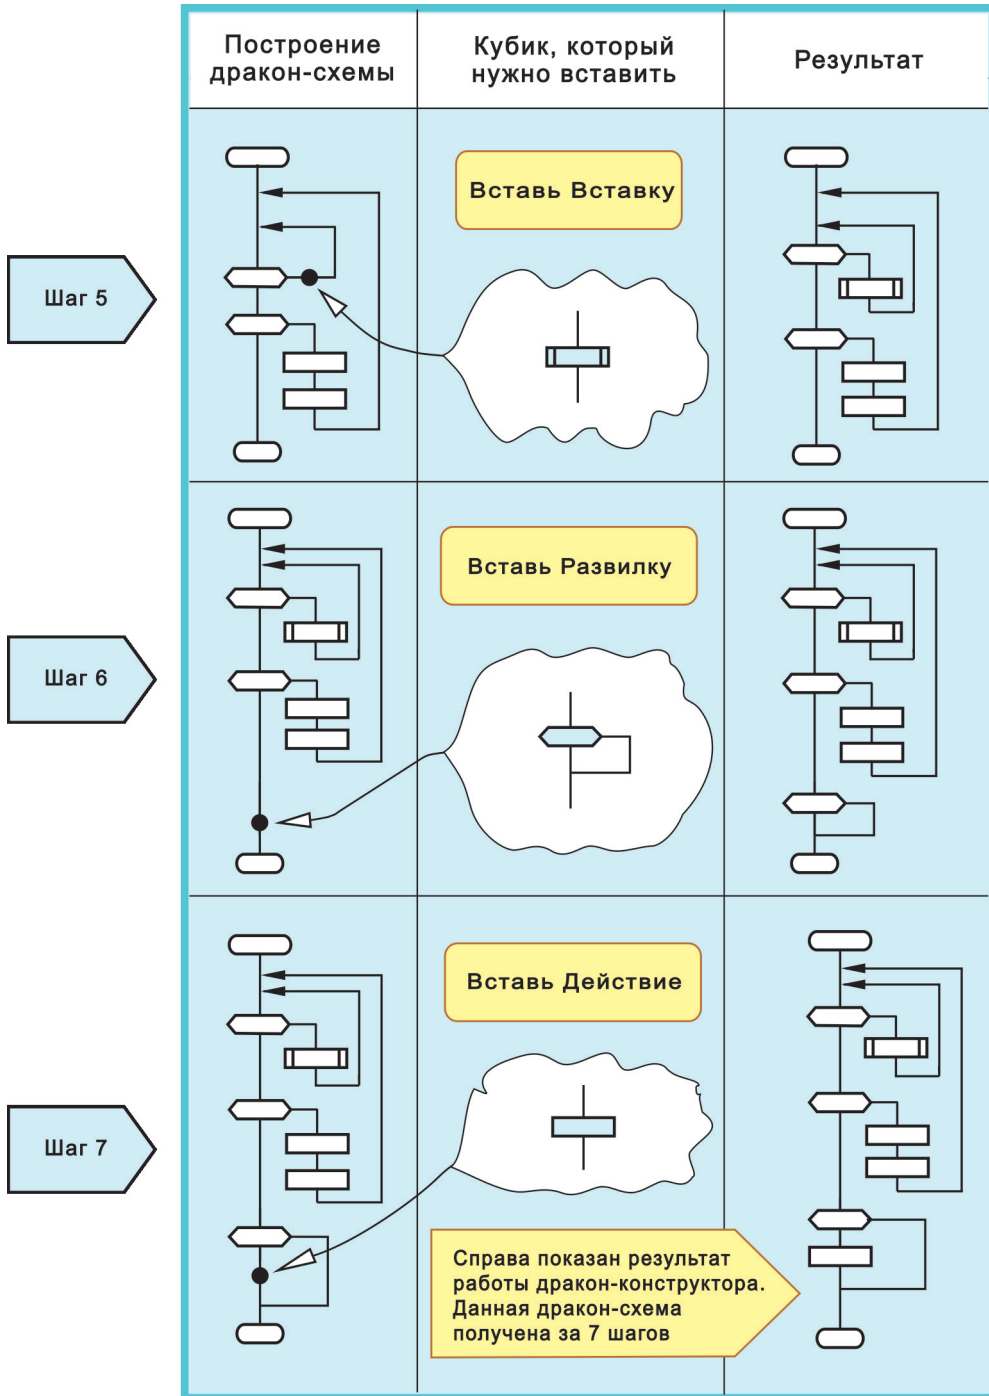 Построение
дракон-схемы
Кубик, который
нужно вставить
Результат
Шаг 5
Вставь Вставку
Шаг 6
Вставь Развилку
Шаг 7
Вставь Действие
Справа показан результат
работы дракон-конструктора.
Данная дракон-схема
получена за 7 шагов